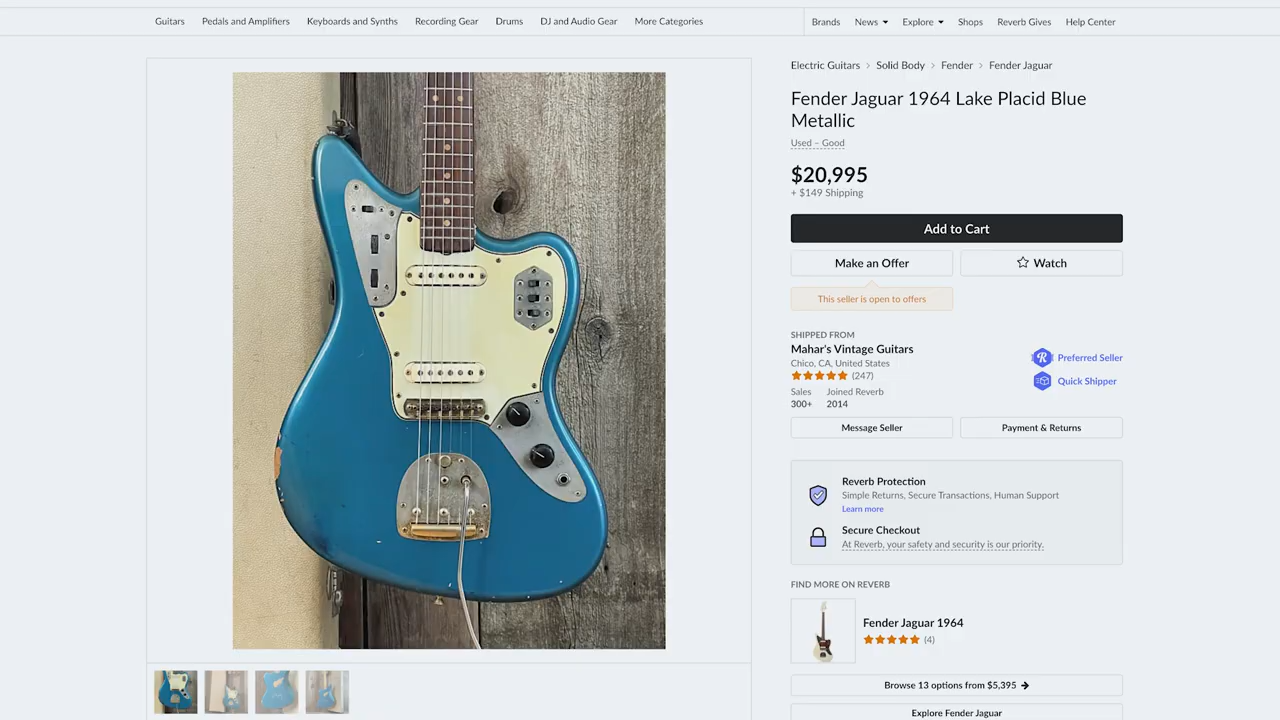 Guitars Pedals and Amplifiers Keyboards and Synths Recording Gear Drums DJ and Audio Gear More Categories Brands News Explore Shops Reverb Gives Help Center
Electric Guitars > Solid Body > Fender > Fender Jaguar
Fender Jaguar 1964 Lake Placid Blue
Metallic
Used – Good
$20,995
+ $149 Shipping
Add to Cart
Make an Offer Watch
This seller is open to offers
SHIPPED FROM
Mahar's Vintage Guitars
Chico, CA, United States
(247)
Preferred Seller
Quick Shipper
Sales Joined Reverb
300+ 2014
Message Seller Payment & Returns
Reverb Protection
Simple Returns, Secure Transactions, Human Support
Learn more
Secure Checkout
At Reverb, your safety and security is our priority.
FIND MORE ON REVERB
Fender Jaguar 1964
(4)
Browse 13 options from $5,395 →
Explore Fender Jaguar